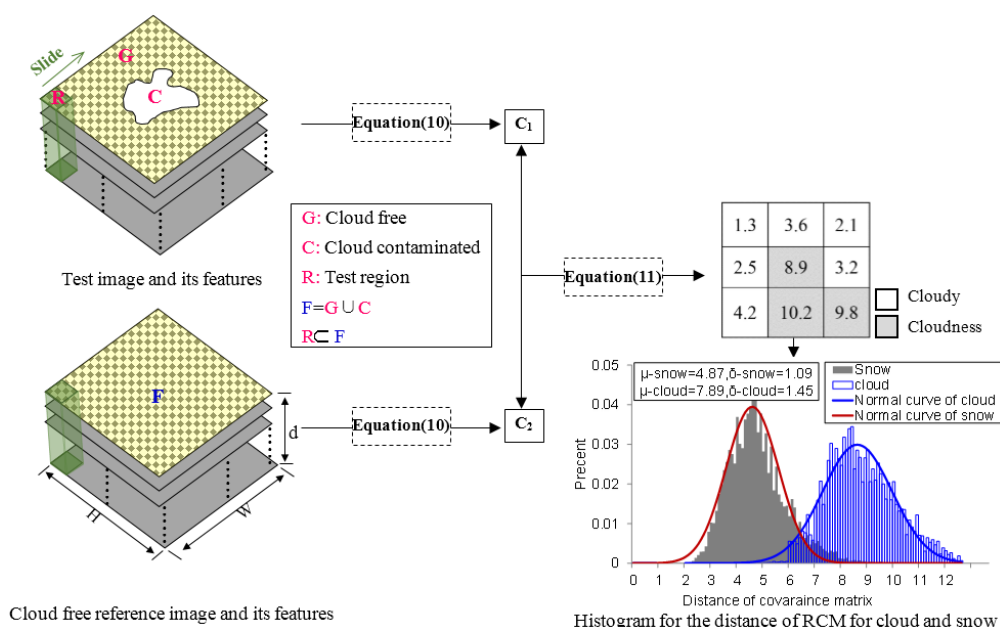 Slide
G
R
C
Test image and its features
Equation(10)
C₁
G: Cloud free
C: Cloud contaminated
R: Test region
F=G∪C
R⊂ F
Equation(11)
1.3 3.6 2.1
2.5 8.9 3.2
4.2 10.2 9.8
Cloudy
Cloudness
F
d
H
W
Equation(10)
C₂
Cloud free reference image and its features
μ-snow=4.87,δ-snow=1.09
μ-cloud=7.89,δ-cloud=1.45
Snow
cloud
Normal curve of cloud
Normal curve of snow
Precent
0.05
0.04
0.03
0.02
0.01
0
0 1 2 3 4 5 6 7 8 9 10 11 12
Distance of covaraince matrix
Histogram for the distance of RCM for cloud and snow